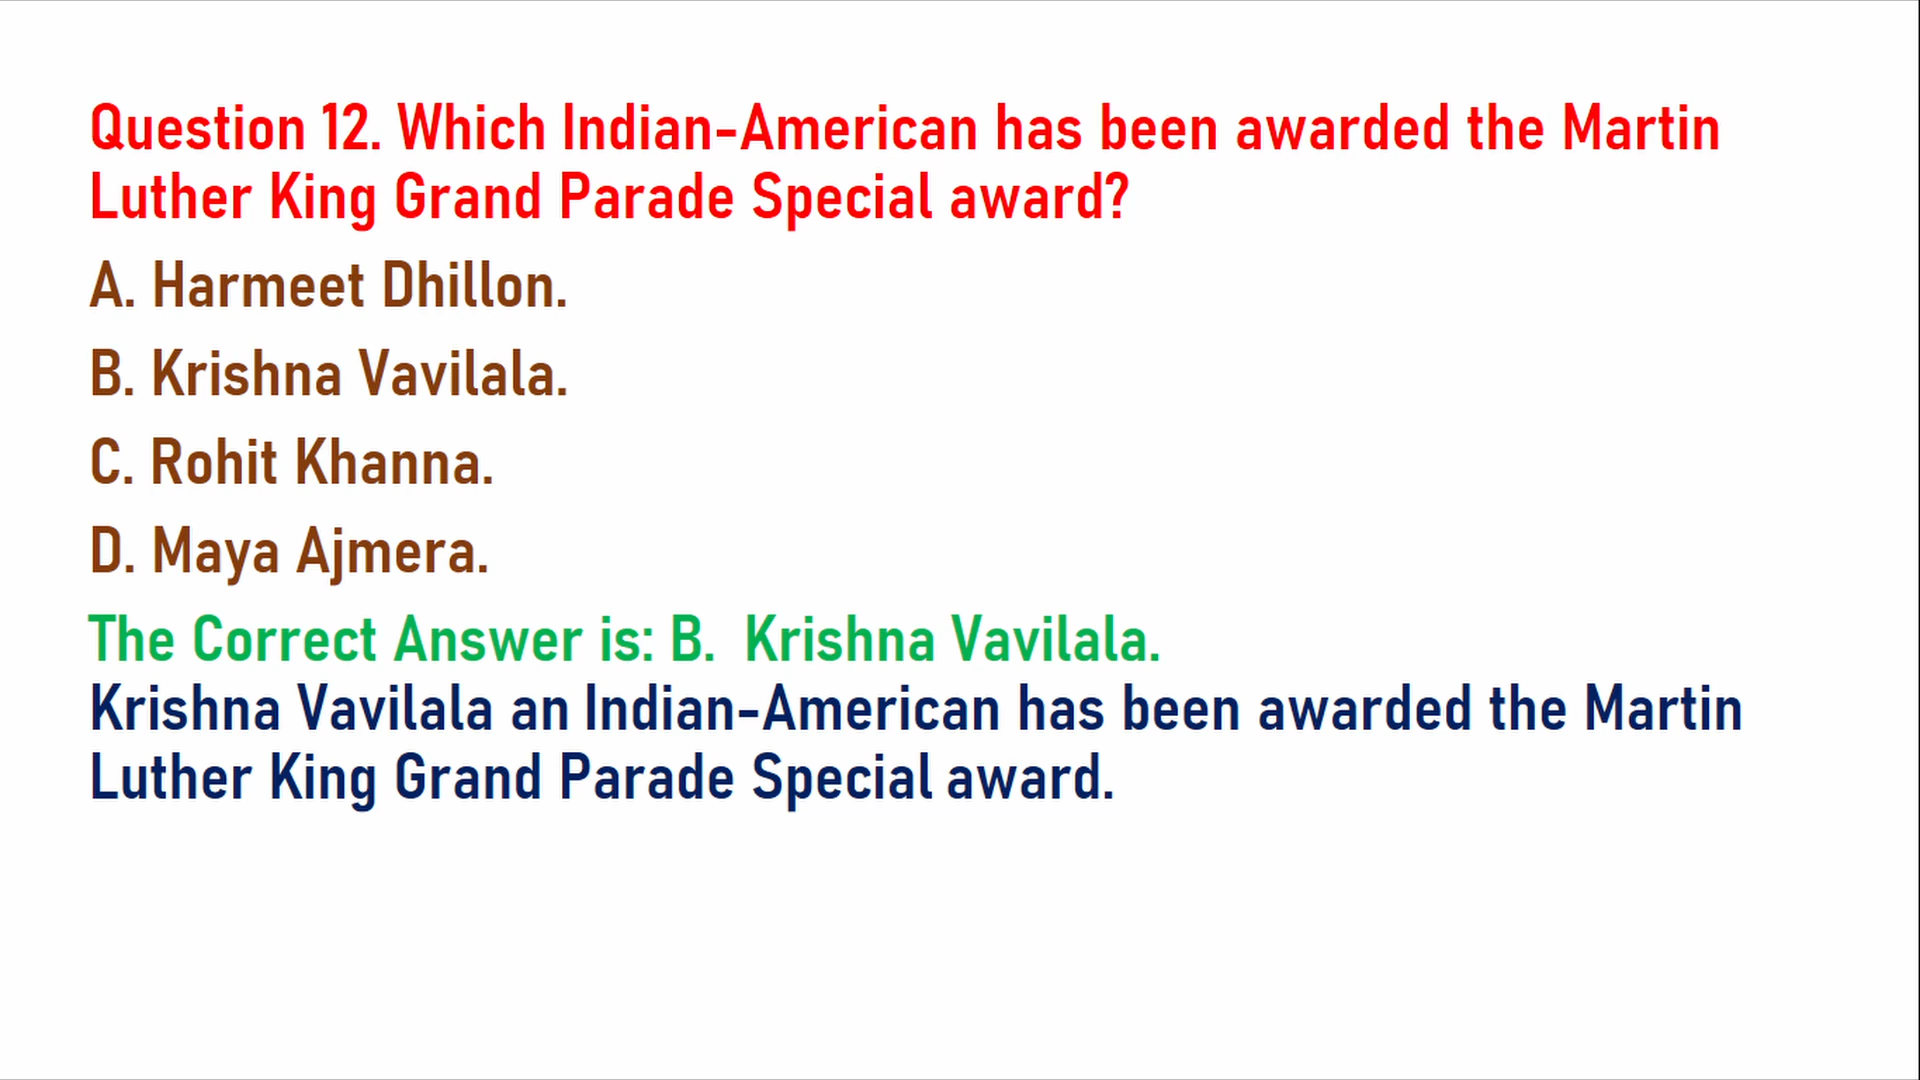 Question 12. Which Indian-American has been awarded the Martin
Luther King Grand Parade Special award?
A. Harmeet Dhillon.
B. Krishna Vavilala.
C. Rohit Khanna.
D. Maya Ajmera.
The Correct Answer is: B.  Krishna Vavilala.
Krishna Vavilala an Indian-American has been awarded the Martin
Luther King Grand Parade Special award.